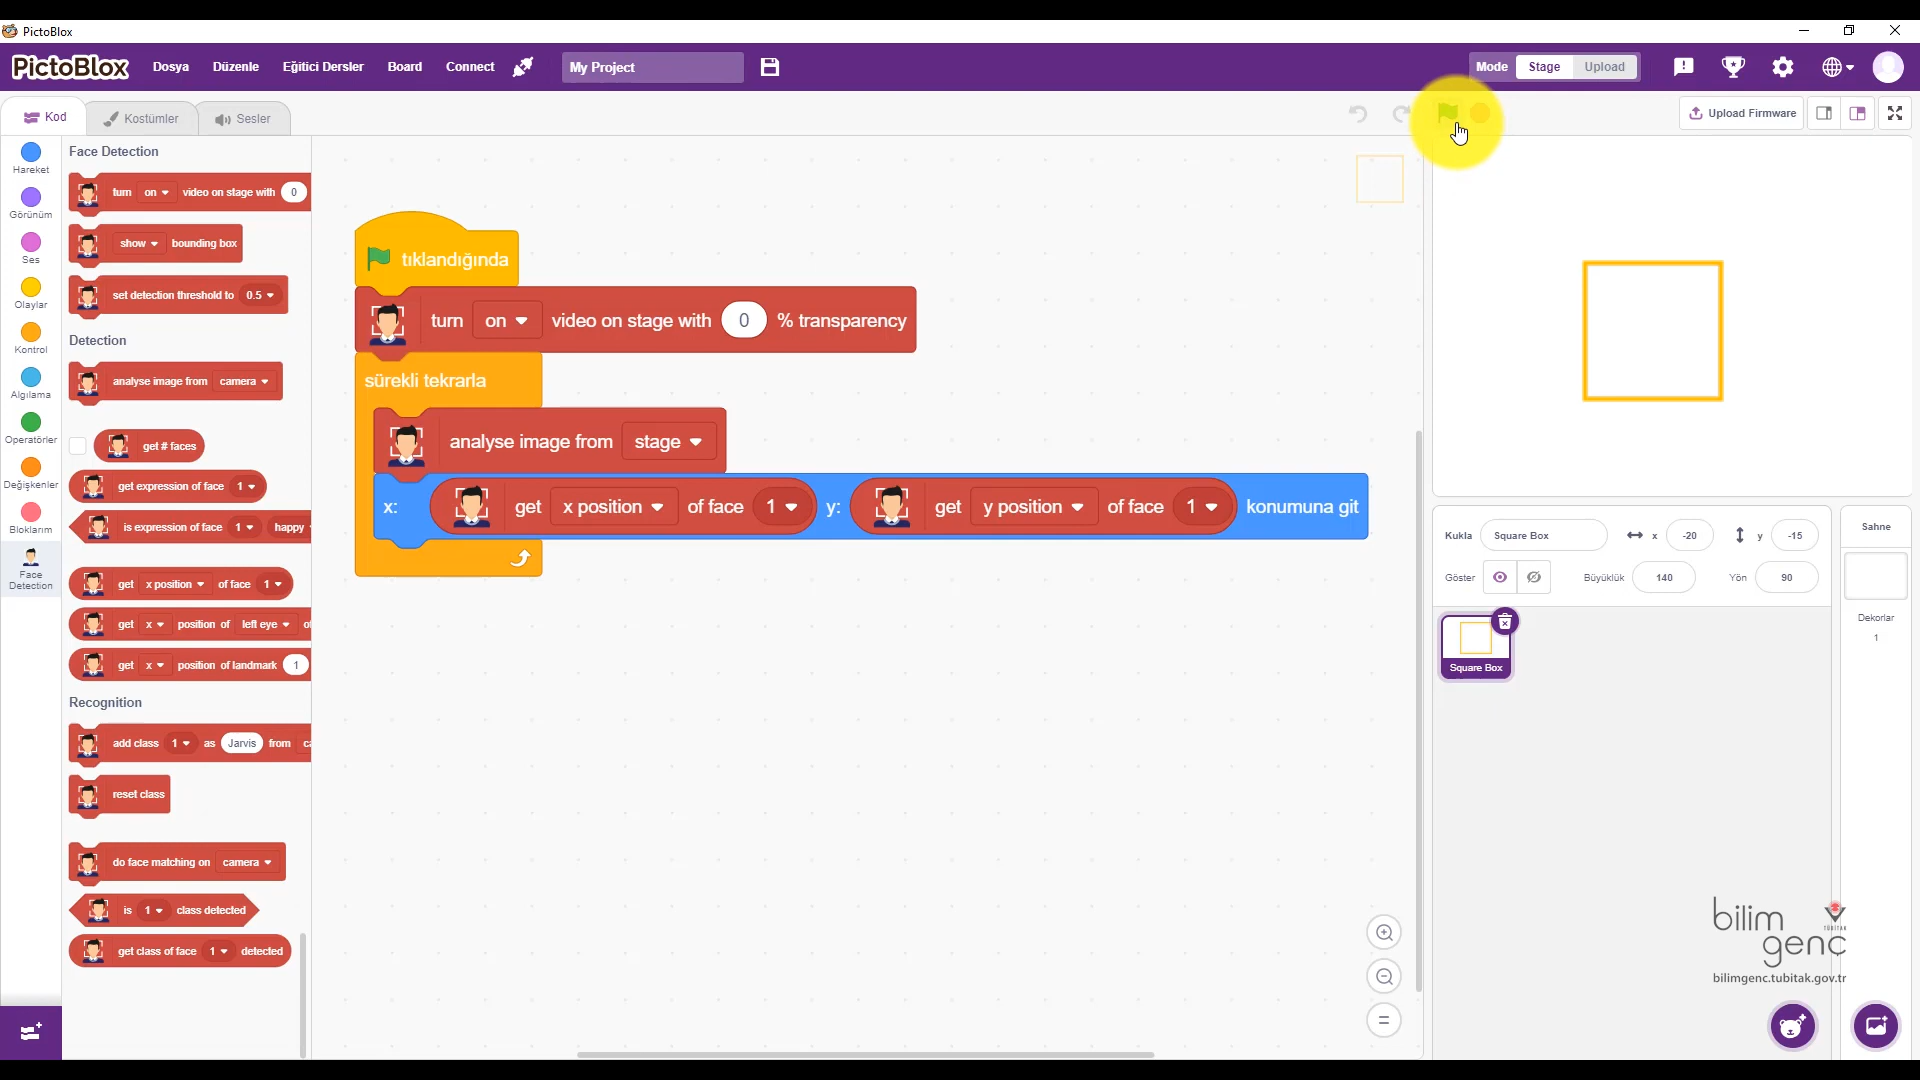 PictoBlox
PictoBlox Dosya Düzenle Eğitici Dersler Board Connect My Project Mode Stage Upload
Kod Kostümler Sesler Upload Firmware
Hareket
Görünüm
Ses
Olaylar
Kontrol
Algılama
Operatörler
Değişkenler
Bloklarım
Face
Detection
Face Detection
turn on video on stage with 0
show bounding box
set detection threshold to 0.5
Detection
analyse image from camera
get # faces
get expression of face 1
is expression of face 1 happy
get x position of face 1
get x position of left eye
get x position of landmark 1
Recognition
add class 1 as Jarvis from
reset class
do face matching on camera
is 1 class detected
get class of face 1 detected
tıklandığında
turn on video on stage with 0 % transparency
sürekli tekrarla
analyse image from stage
x: get x position of face 1 y: get y position of face 1 konumuna git
Kukla Square Box x -20 y -15
Göster Büyüklük 140 Yön 90
Square Box
Sahne
Dekorlar
1
bilim
TÜBİTAK
genç
bilimgenc.tubitak.gov.tr